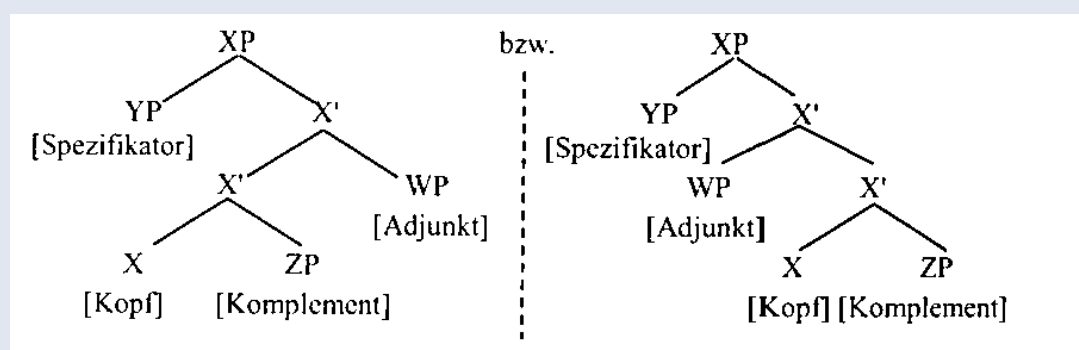 XP bzw. XP
YP X' YP X'
[Spezifikator] [Spezifikator]
X' WP WP X'
[Adjunkt] [Adjunkt]
X ZP X ZP
[Kopf] [Komplement] [Kopf] [Komplement]